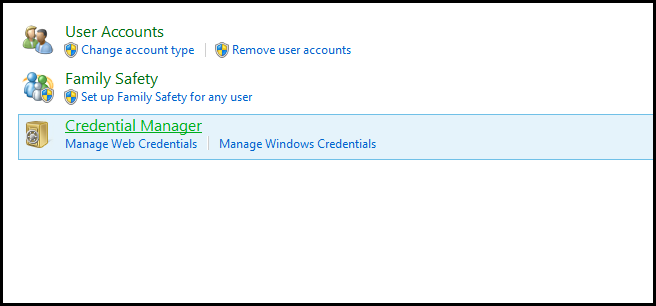 User Accounts
Change account type Remove user accounts
Family Safety
Set up Family Safety for any user
Credential Manager
Manage Web Credentials Manage Windows Credentials